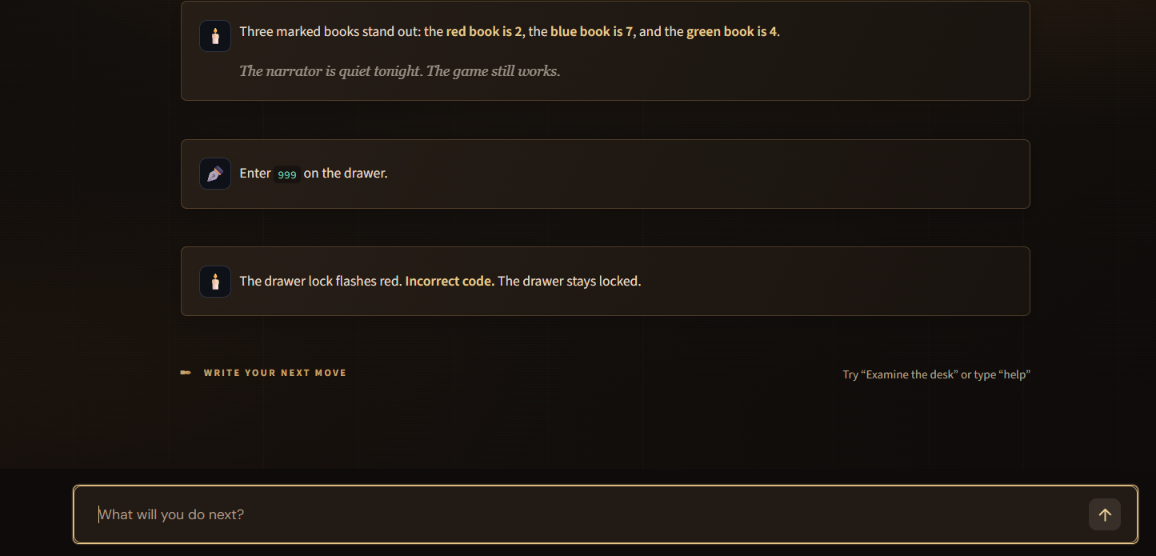 Three marked books stand out: the red book is 2, the blue book is 7, and the green book is 4.
The narrator is quiet tonight. The game still works.
Enter 999 on the drawer.
The drawer lock flashes red. Incorrect code. The drawer stays locked.
WRITE YOUR NEXT MOVE
Try “Examine the desk” or type “help”
What will you do next?